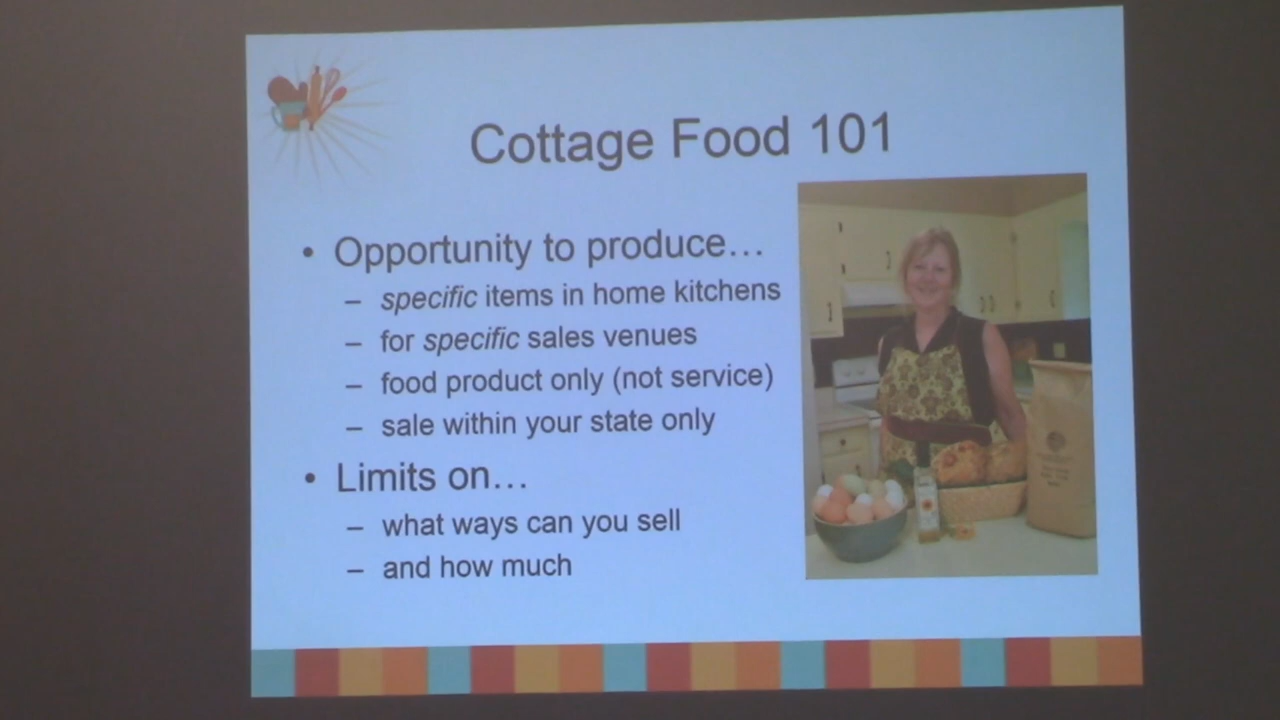 Cottage Food 101
• Opportunity to produce…
– specific items in home kitchens
– for specific sales venues
– food product only (not service)
– sale within your state only
• Limits on…
– what ways can you sell
– and how much